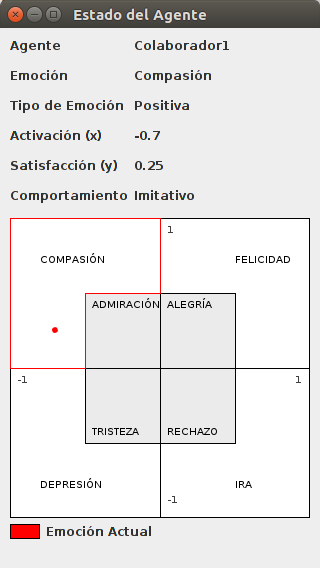 Estado del Agente
Agente Colaborador1
Emoción Compasión
Tipo de Emoción Positiva
Activación (x) -0.7
Satisfacción (y) 0.25
Comportamiento Imitativo
1
COMPASIÓN FELICIDAD
ADMIRACIÓN ALEGRÍA
-1 1
TRISTEZA RECHAZO
DEPRESIÓN IRA
-1
Emoción Actual